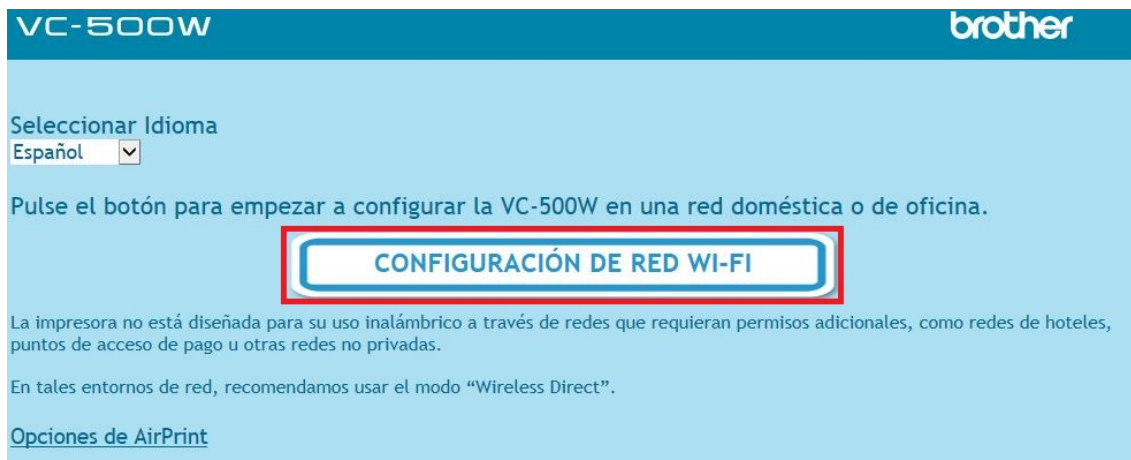 VC-500W
brother
Seleccionar Idioma
Español
Pulse el botón para empezar a configurar la VC-500W en una red doméstica o de oficina.
CONFIGURACIÓN DE RED WI-FI
La impresora no está diseñada para su uso inalámbrico a través de redes que requieran permisos adicionales, como redes de hoteles,
puntos de acceso de pago u otras redes no privadas.
En tales entornos de red, recomendamos usar el modo “Wireless Direct”.
Opciones de AirPrint